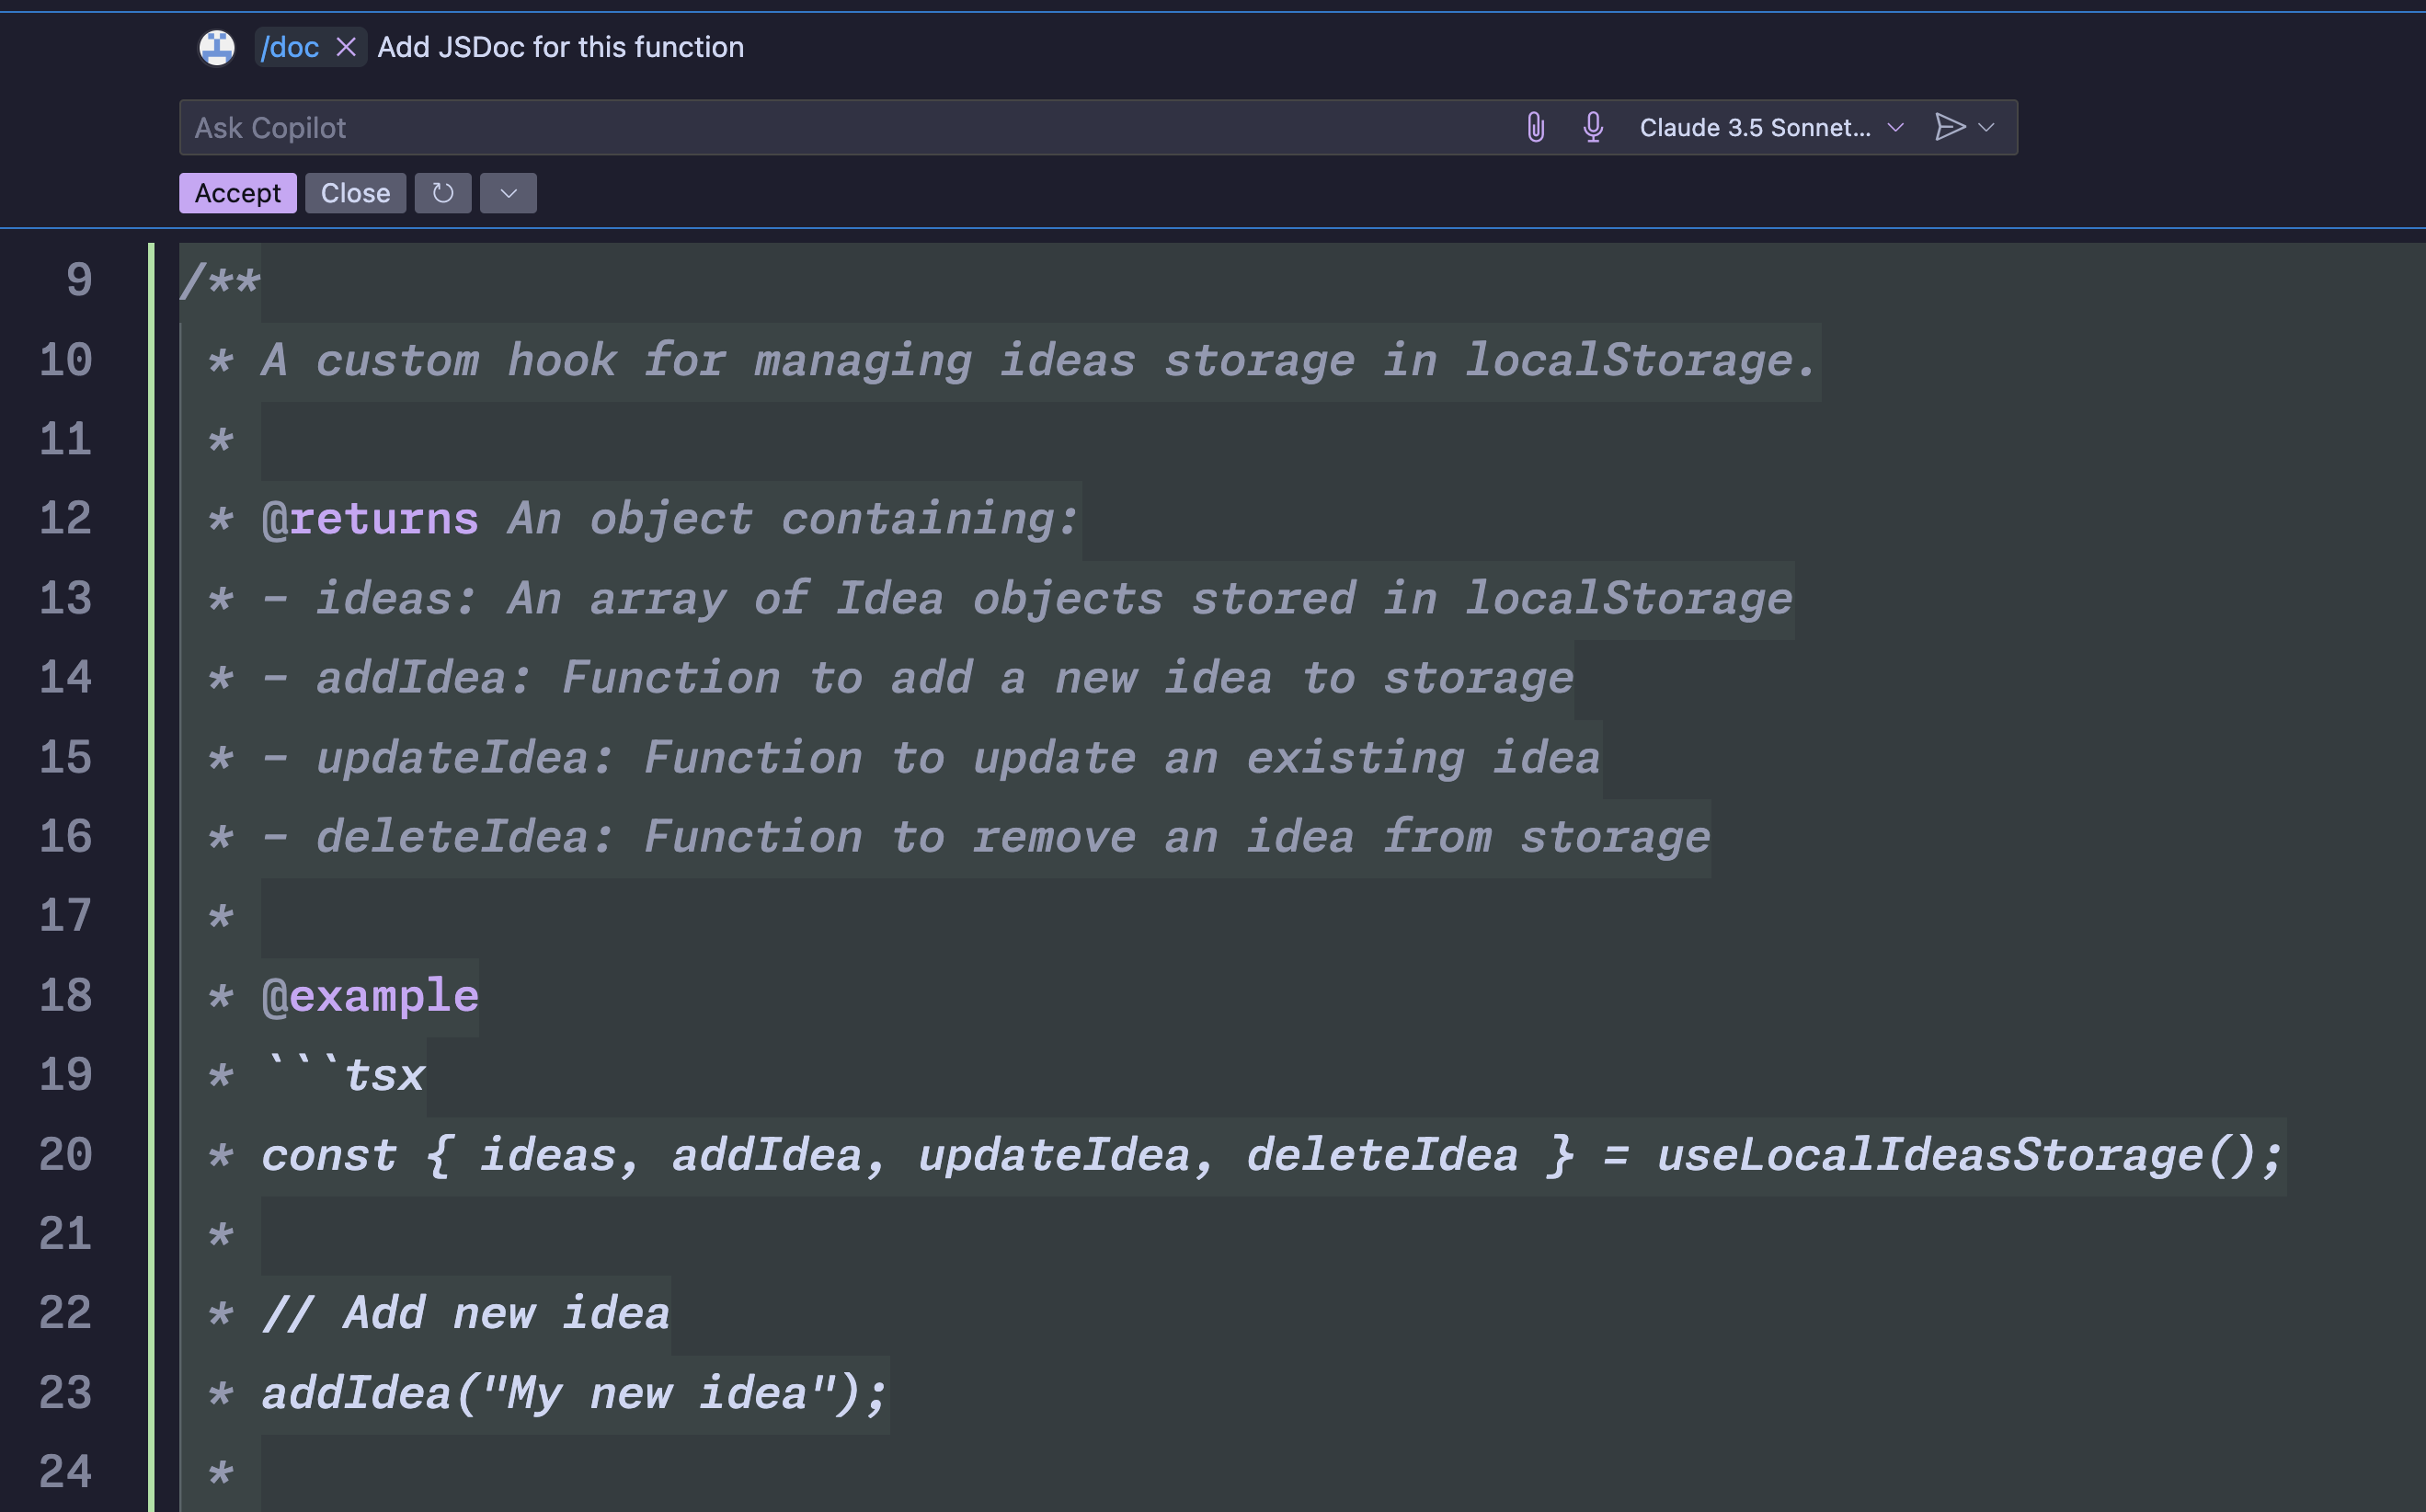 /doc × Add JSDoc for this function
Ask Copilot Claude 3.5 Sonnet...
Accept Close
9 /**
10 * A custom hook for managing ideas storage in localStorage.
11 *
12 * @returns An object containing:
13 * - ideas: An array of Idea objects stored in localStorage
14 * - addIdea: Function to add a new idea to storage
15 * - updateIdea: Function to update an existing idea
16 * - deleteIdea: Function to remove an idea from storage
17 *
18 * @example
19 * ```tsx
20 * const { ideas, addIdea, updateIdea, deleteIdea } = useLocalIdeasStorage();
21 *
22 * // Add new idea
23 * addIdea("My new idea");
24 *